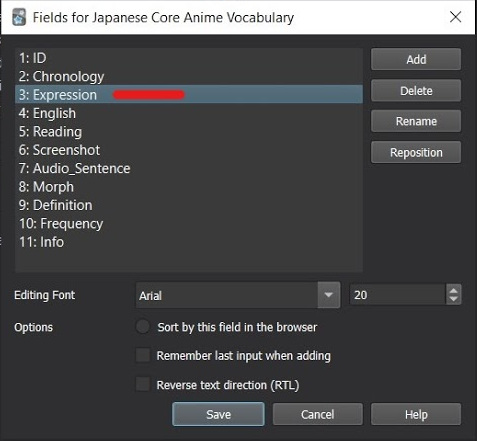 Fields for Japanese Core Anime Vocabulary
1: ID
2: Chronology
3: Expression
4: English
5: Reading
6: Screenshot
7: Audio_Sentence
8: Morph
9: Definition
10: Frequency
11: Info
Add
Delete
Rename
Reposition
Editing Font Arial 20
Options Sort by this field in the browser
Remember last input when adding
Reverse text direction (RTL)
Save Cancel Help